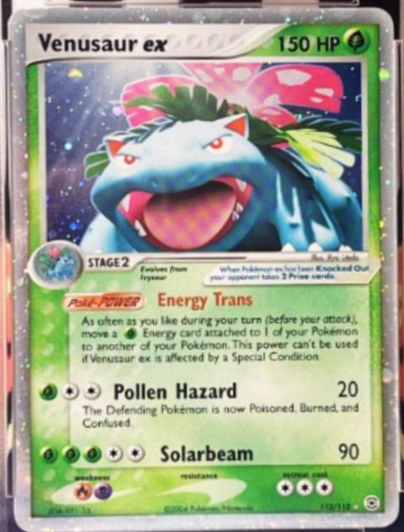 Venusaur ex 150 HP
STAGE 2
Evolves from Ivysaur
When Pokémon-ex has been Knocked Out,
your opponent takes 2 Prize cards.
Poké-POWER Energy Trans
As often as you like during your turn (before your attack),
move a Energy card attached to 1 of your Pokémon
to another of your Pokémon. This power can't be used
if Venusaur ex is affected by a Special Condition.
Pollen Hazard 20
The Defending Pokémon is now Poisoned, Burned, and
Confused.
Solarbeam 90
weakness resistance retreat cost
©2004 Pokémon/Nintendo 112/112